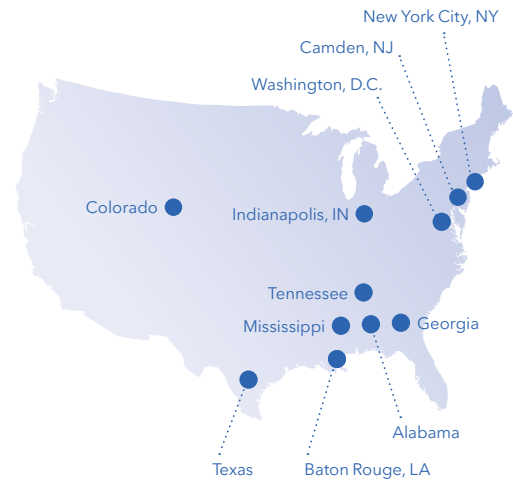 New York City, NY
Camden, NJ
Washington, D.C.
Colorado
Indianapolis, IN
Tennessee
Mississippi
Georgia
Alabama
Texas
Baton Rouge, LA